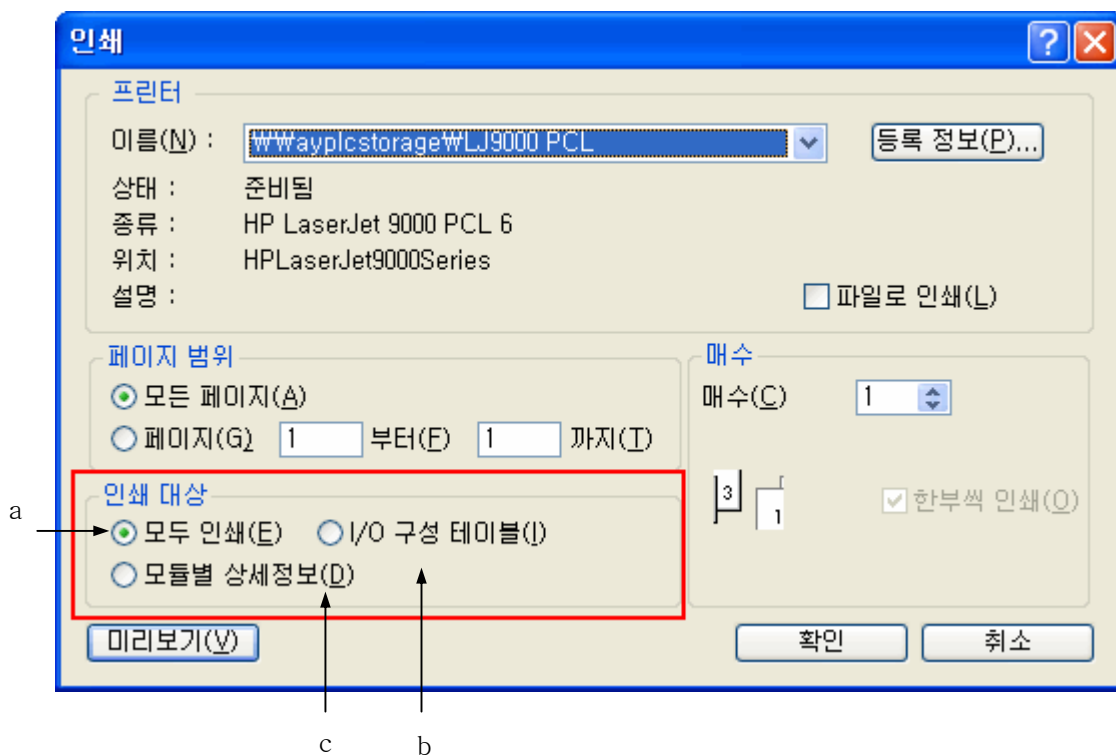 인쇄
프린터
이름(N) : ₩₩ayplcstorage₩LJ9000 PCL 등록 정보(P)...
상태 : 준비됨
종류 : HP LaserJet 9000 PCL 6
위치 : HPLaserJet9000Series
설명 : 파일로 인쇄(L)
페이지 범위
모든 페이지(A)
페이지(G) 1 부터(F) 1 까지(T)
매수
매수(C) 1
3 1 한부씩 인쇄(O)
인쇄 대상
a 모두 인쇄(E) I/O 구성 테이블(I)
모듈별 상세정보(D)
미리보기(V) 확인 취소
c b